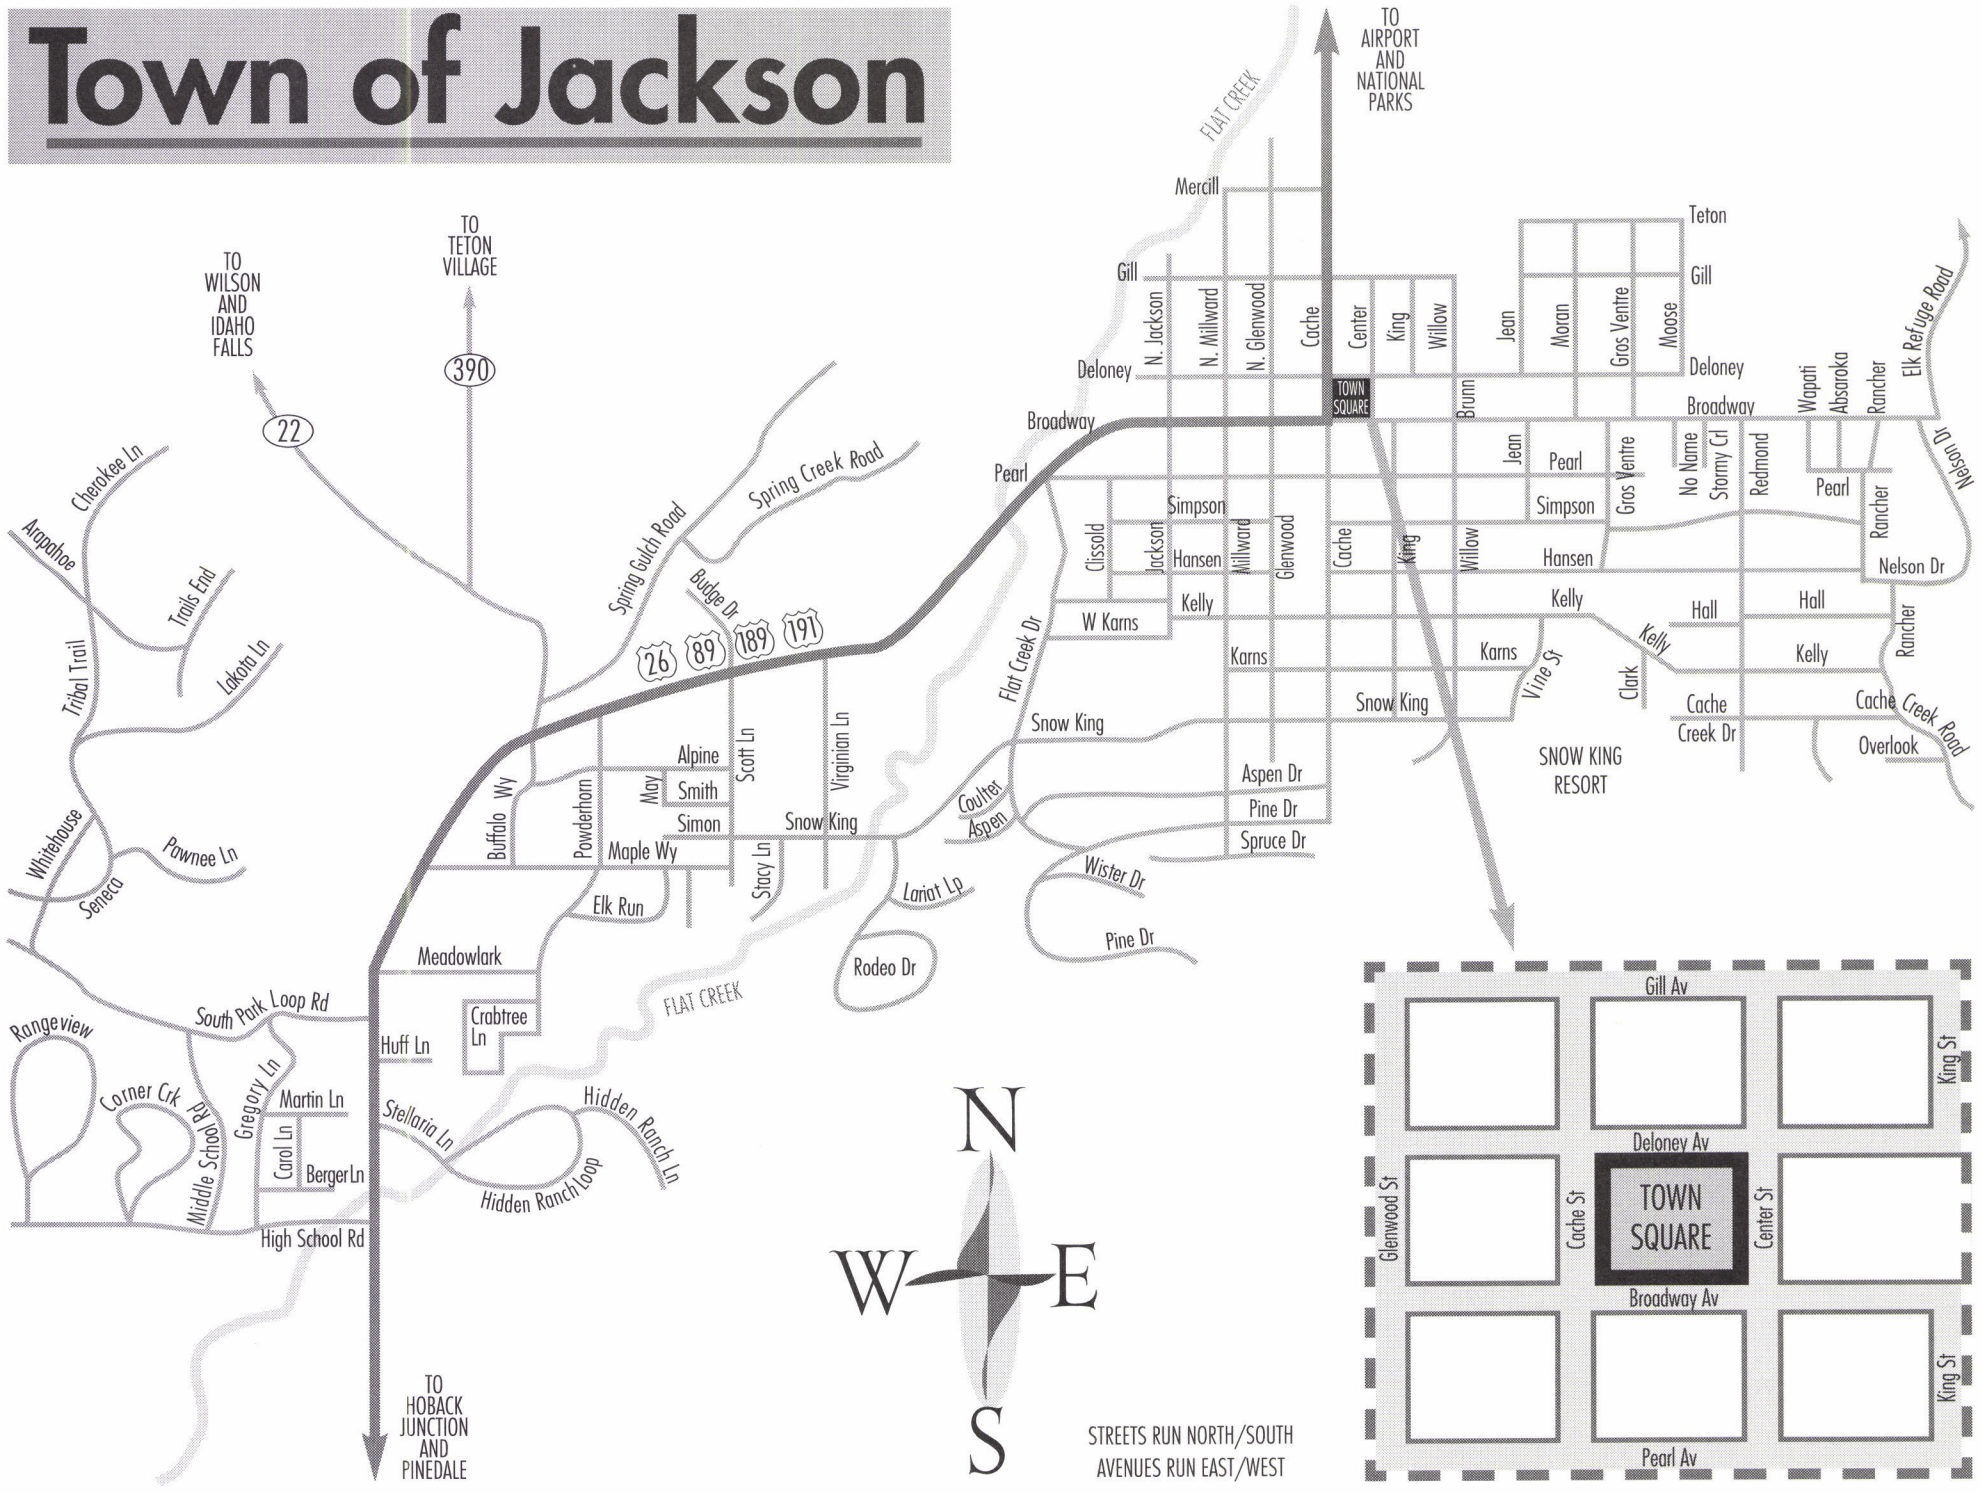 Town of Jackson
TO
AIRPORT
AND
NATIONAL
PARKS
FLAT CREEK
TO
TETON
VILLAGE
TO
WILSON
AND
IDAHO
FALLS
390
22
Mercill
Teton
Gill
Gill
N. Jackson
N. Millward
N. Glenwood
Cache
Center
King
Willow
Jean
Moran
Gros Ventre
Moose
Elk Refuge Road
Deloney
Deloney
TOWN
SQUARE
Brunn
Wapati
Absaroka
Rancher
Broadway
Broadway
Cherokee Ln
Arapahoe
Trails End
Lakota Ln
Tribal Trail
Spring Creek Road
Spring Gulch Road
Budge Dr
26
89
189
191
Pearl
Jean
Pearl
Gros Ventre
No Name
Stormy Crl
Redmond
Pearl
Rancher
Nelson Dr
Simpson
Simpson
Clissold
Jackson
Hansen
Millward
Glenwood
Cache
King
Willow
Hansen
Nelson Dr
Kelly
Kelly
Hall
Hall
W Karns
Flat Creek Dr
Karns
Karns
Vine St
Kelly
Clark
Kelly
Rancher
Snow King
Snow King
Cache
Creek Dr
Cache Creek Road
Overlook
SNOW KING
RESORT
Alpine
Scott Ln
Virginian Ln
May
Smith
Simon
Snow King
Buffalo Wy
Powderhorn
Maple Wy
Stacy Ln
Elk Run
Coulter
Aspen
Aspen Dr
Pine Dr
Spruce Dr
Wister Dr
Pine Dr
Lariat Lp
Rodeo Dr
Whitehouse
Pawnee Ln
Seneca
Meadowlark
FLAT CREEK
Crabtree
Ln
Huff Ln
South Park Loop Rd
Rangeview
Corner Crk
Middle School Rd
Gregory Ln
Martin Ln
Carol Ln
Berger Ln
High School Rd
Stellaria Ln
Hidden Ranch Ln
Hidden Ranch Loop
TO
HOBACK
JUNCTION
AND
PINEDALE
N
W
E
S
STREETS RUN NORTH/SOUTH
AVENUES RUN EAST/WEST
Gill Av
King St
Deloney Av
Glenwood St
Cache St
TOWN
SQUARE
Center St
Broadway Av
King St
Pearl Av